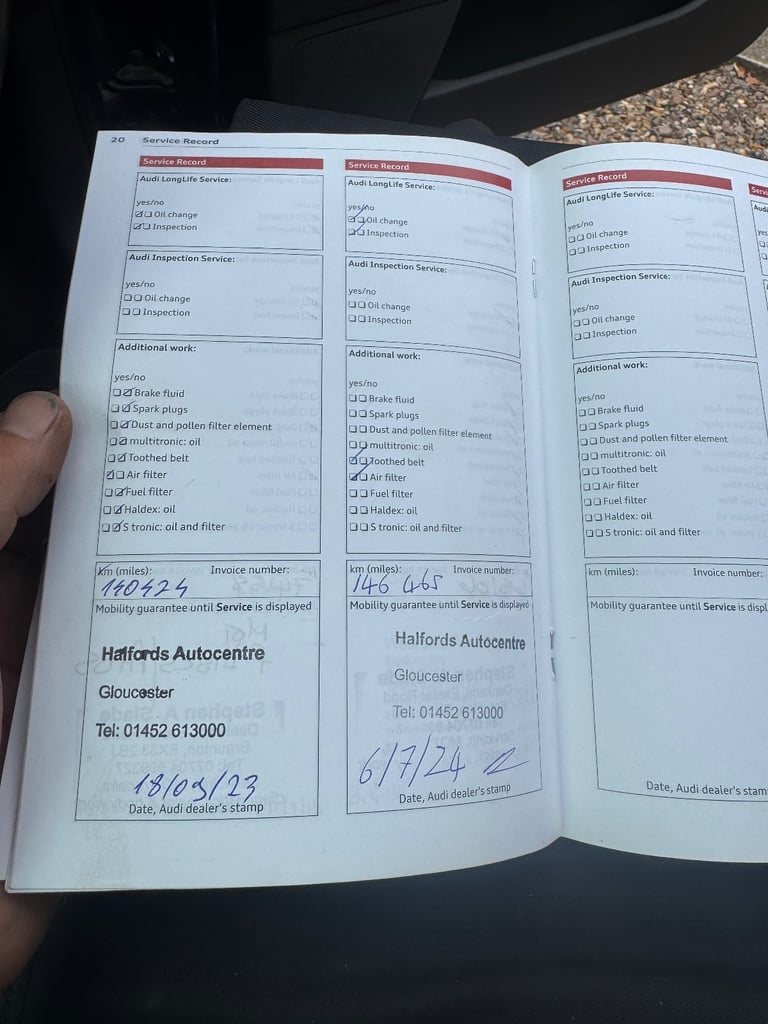 20 Service Record
Service Record
Audi LongLife Service:
yes/no
Oil change
Inspection
Audi Inspection Service:
yes/no
Oil change
Inspection
Additional work:
yes/no
Brake fluid
Spark plugs
Dust and pollen filter element
multitronic: oil
Toothed belt
Air filter
Fuel filter
Haldex: oil
S tronic: oil and filter
km (miles): Invoice number:
140424
Mobility guarantee until Service is displayed
Halfords Autocentre
Gloucester
Tel: 01452 613000
18/09/23
Date, Audi dealer's stamp
Service Record
Audi LongLife Service:
yes/no
Oil change
Inspection
Audi Inspection Service:
yes/no
Oil change
Inspection
Additional work:
yes/no
Brake fluid
Spark plugs
Dust and pollen filter element
multitronic: oil
Toothed belt
Air filter
Fuel filter
Haldex: oil
S tronic: oil and filter
km (miles): Invoice number:
146 465
Mobility guarantee until Service is displayed
Halfords Autocentre
Gloucester
Tel: 01452 613000
6/7/24
Date, Audi dealer's stamp
Service Record
Audi LongLife Service:
yes/no
Oil change
Inspection
Audi Inspection Service:
yes/no
Oil change
Inspection
Additional work:
yes/no
Brake fluid
Spark plugs
Dust and pollen filter element
multitronic: oil
Toothed belt
Air filter
Fuel filter
Haldex: oil
S tronic: oil and filter
km (miles): Invoice number:
Mobility guarantee until Service is
Date, Audi dealer's